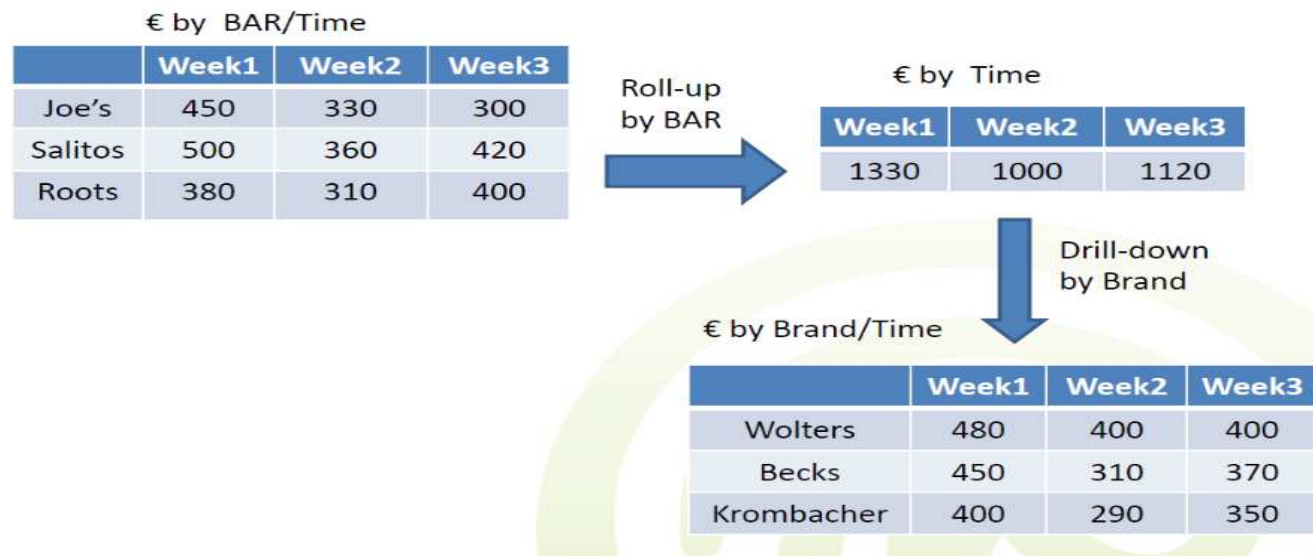 € by BAR/Time
Week1 Week2 Week3
Joe's 450 330 300
Salitos 500 360 420
Roots 380 310 400
Roll-up
by BAR
€ by Time
Week1 Week2 Week3
1330 1000 1120
Drill-down
by Brand
€ by Brand/Time
Week1 Week2 Week3
Wolters 480 400 400
Becks 450 310 370
Krombacher 400 290 350